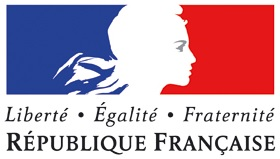 Liberté • Égalité • Fraternité
RÉPUBLIQUE FRANÇAISE